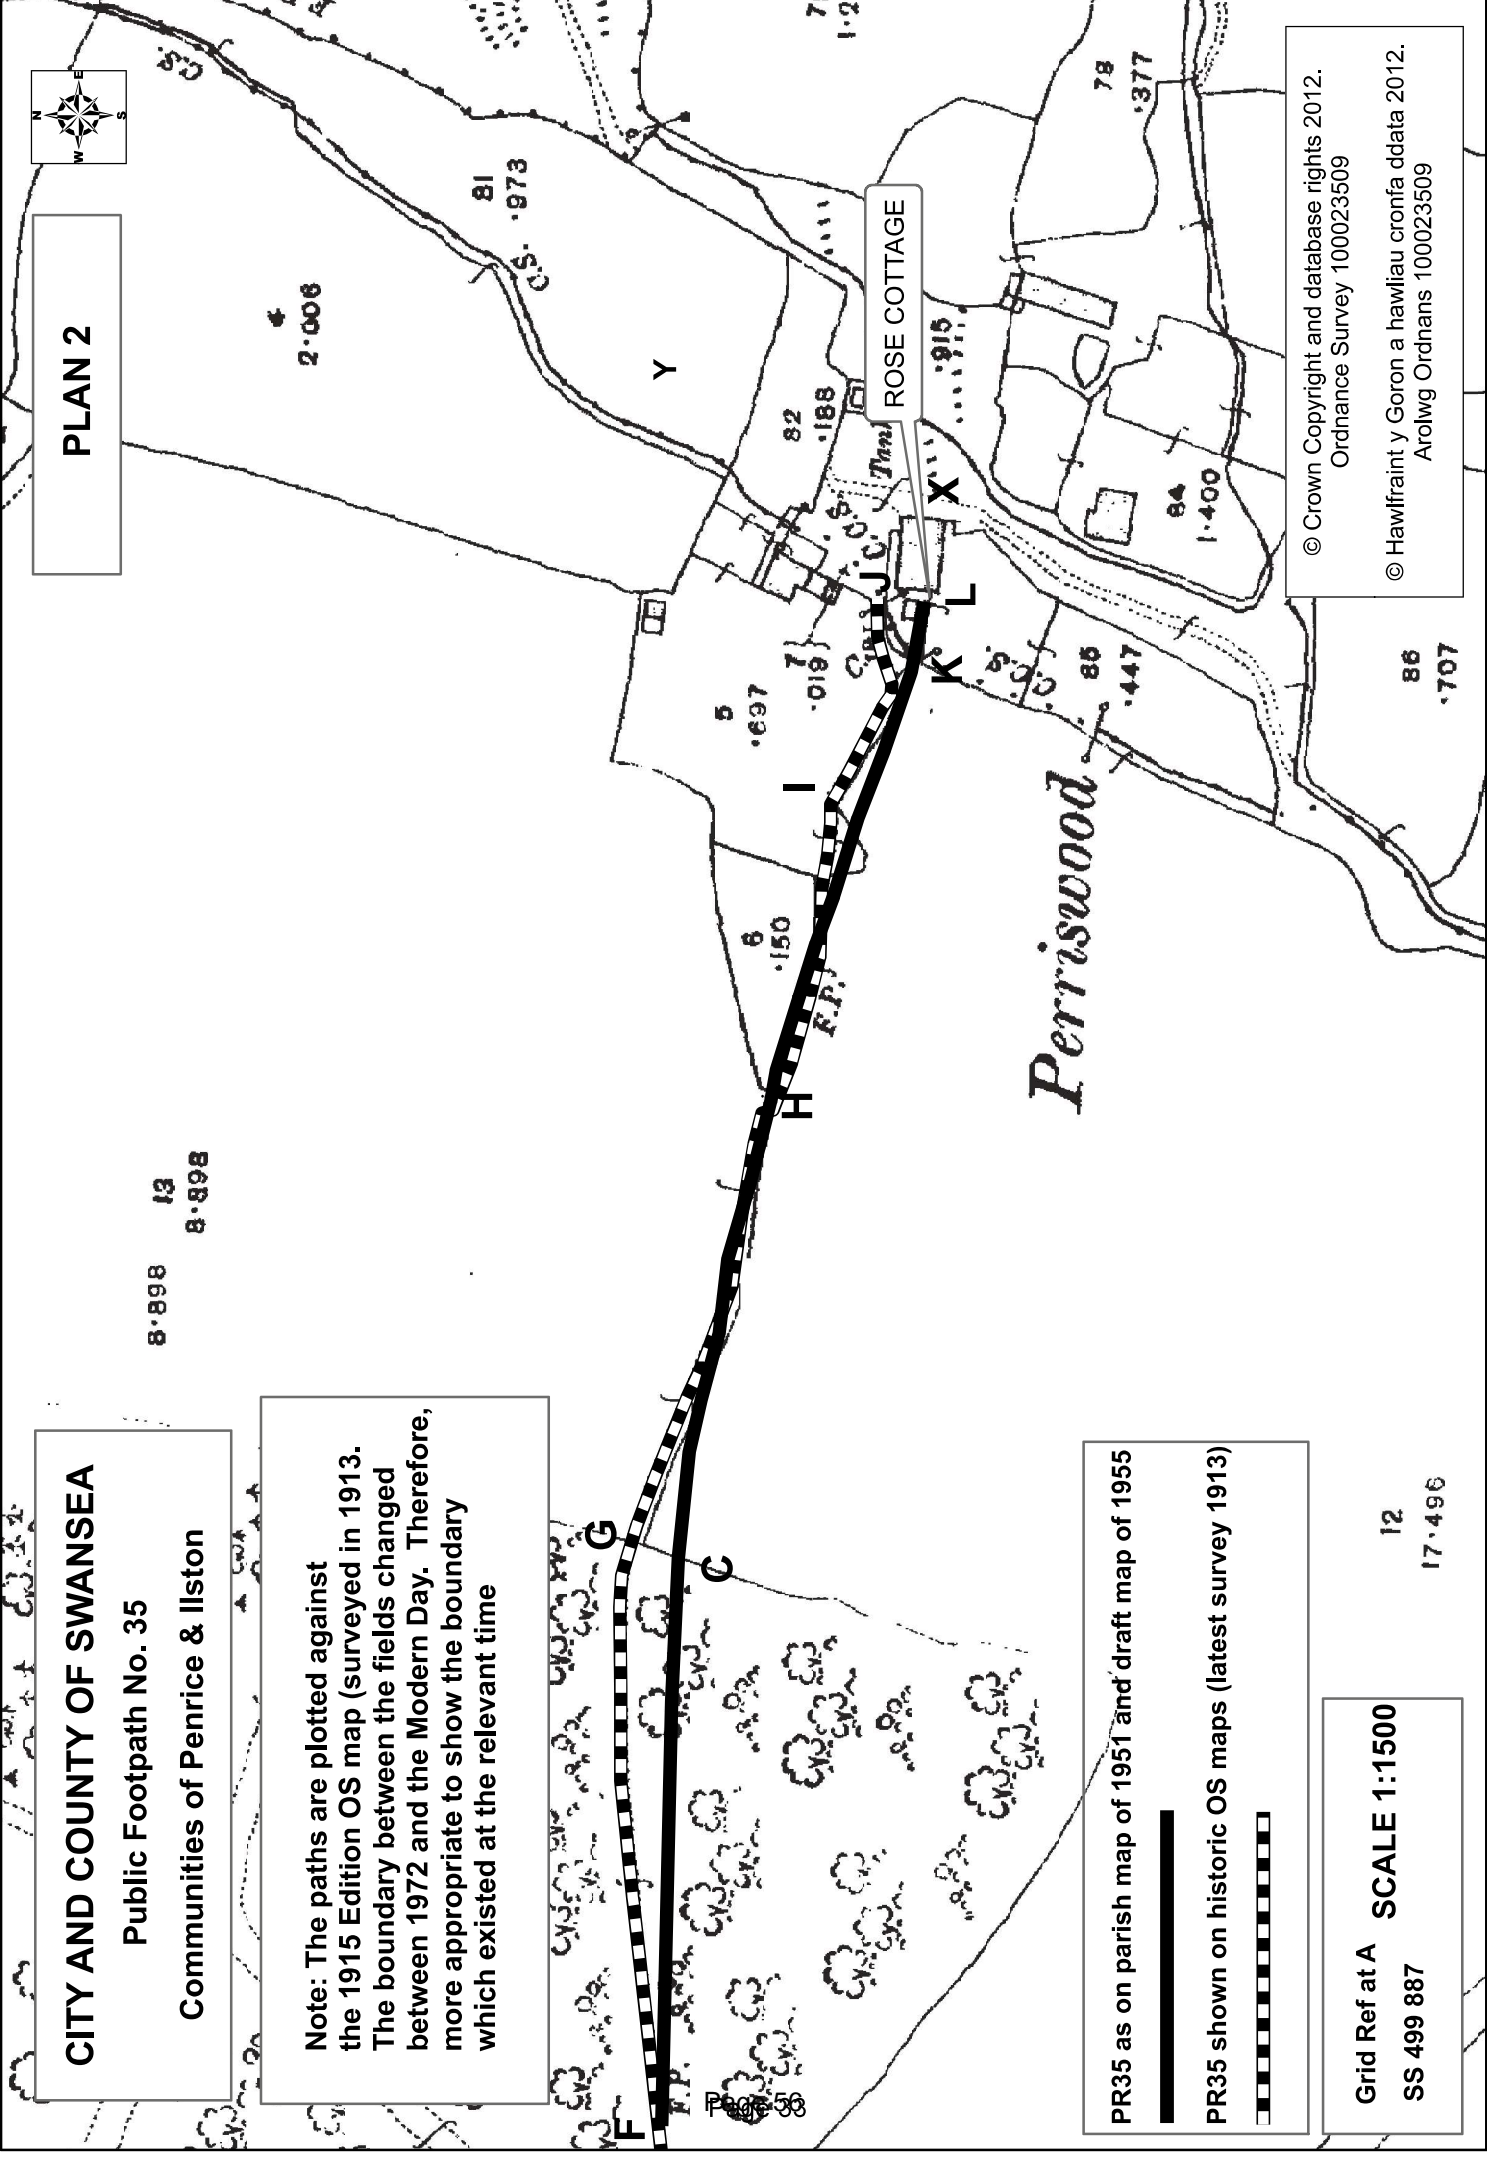 CITY AND COUNTY OF SWANSEA
Public Footpath No. 35
Communities of Penrice & Ilston
Note: The paths are plotted against
the 1915 Edition OS map (surveyed in 1913.
The boundary between the fields changed
between 1972 and the Modern Day.  Therefore,
more appropriate to show the boundary
which existed at the relevant time
PLAN 2
N
W
E
S
8·898
13
8·898
4
2·006
C.S.
81
·973
C.S.
Y
82
·188
5
·697
7
·019
6
·150
F.P.
F
G
C
H
I
J
K
L
X
ROSE COTTAGE
·915
78
·377
84
1·400
C.S.
85
·447
86
·707
Perriswood
F.P.
12
17·496
PR35 as on parish map of 1951 and draft map of 1955
PR35 shown on historic OS maps (latest survey 1913)
Grid Ref at A
SCALE 1:1500
SS 499 887
© Crown Copyright and database rights 2012.
Ordnance Survey 100023509
© Hawlfraint y Goron a hawliau cronfa ddata 2012.
Arolwg Ordnans 100023509
Page 56
Page 33